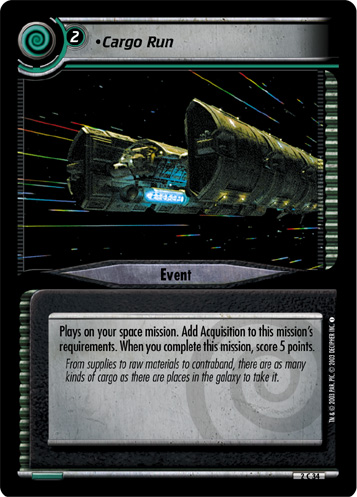 2
•Cargo Run
Event
Plays on your space mission. Add Acquisition to this mission's
requirements. When you complete this mission, score 5 points.
From supplies to raw materials to contraband, there are as many
kinds of cargo as there are places in the galaxy to take it.
TM & © 2003 PAR. PIC. © 2003 DECIPHER INC.
2 C 34